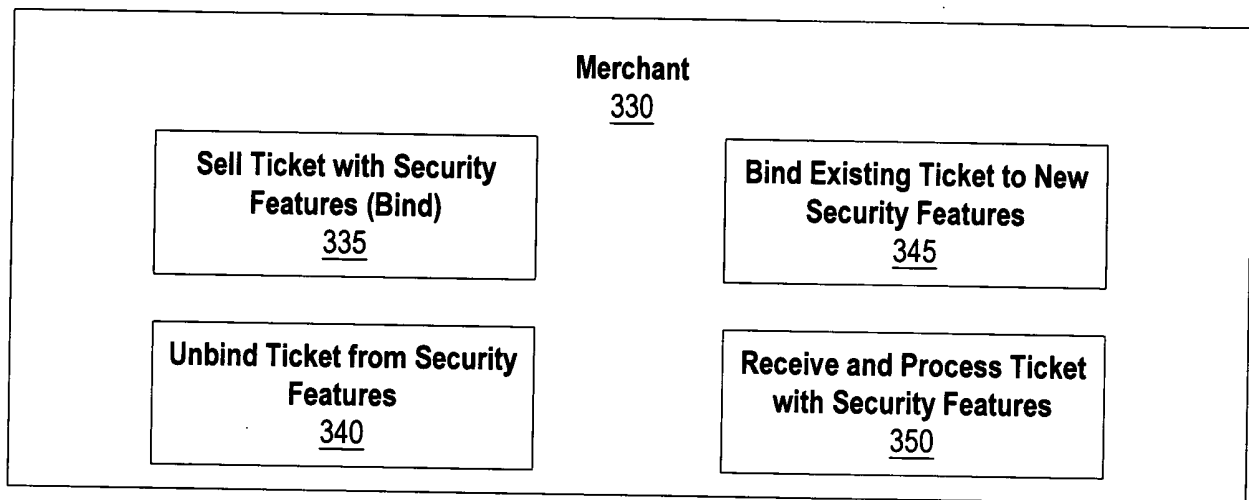 Merchant
330
Sell Ticket with Security
Features (Bind)
335
Bind Existing Ticket to New
Security Features
345
Unbind Ticket from Security
Features
340
Receive and Process Ticket
with Security Features
350